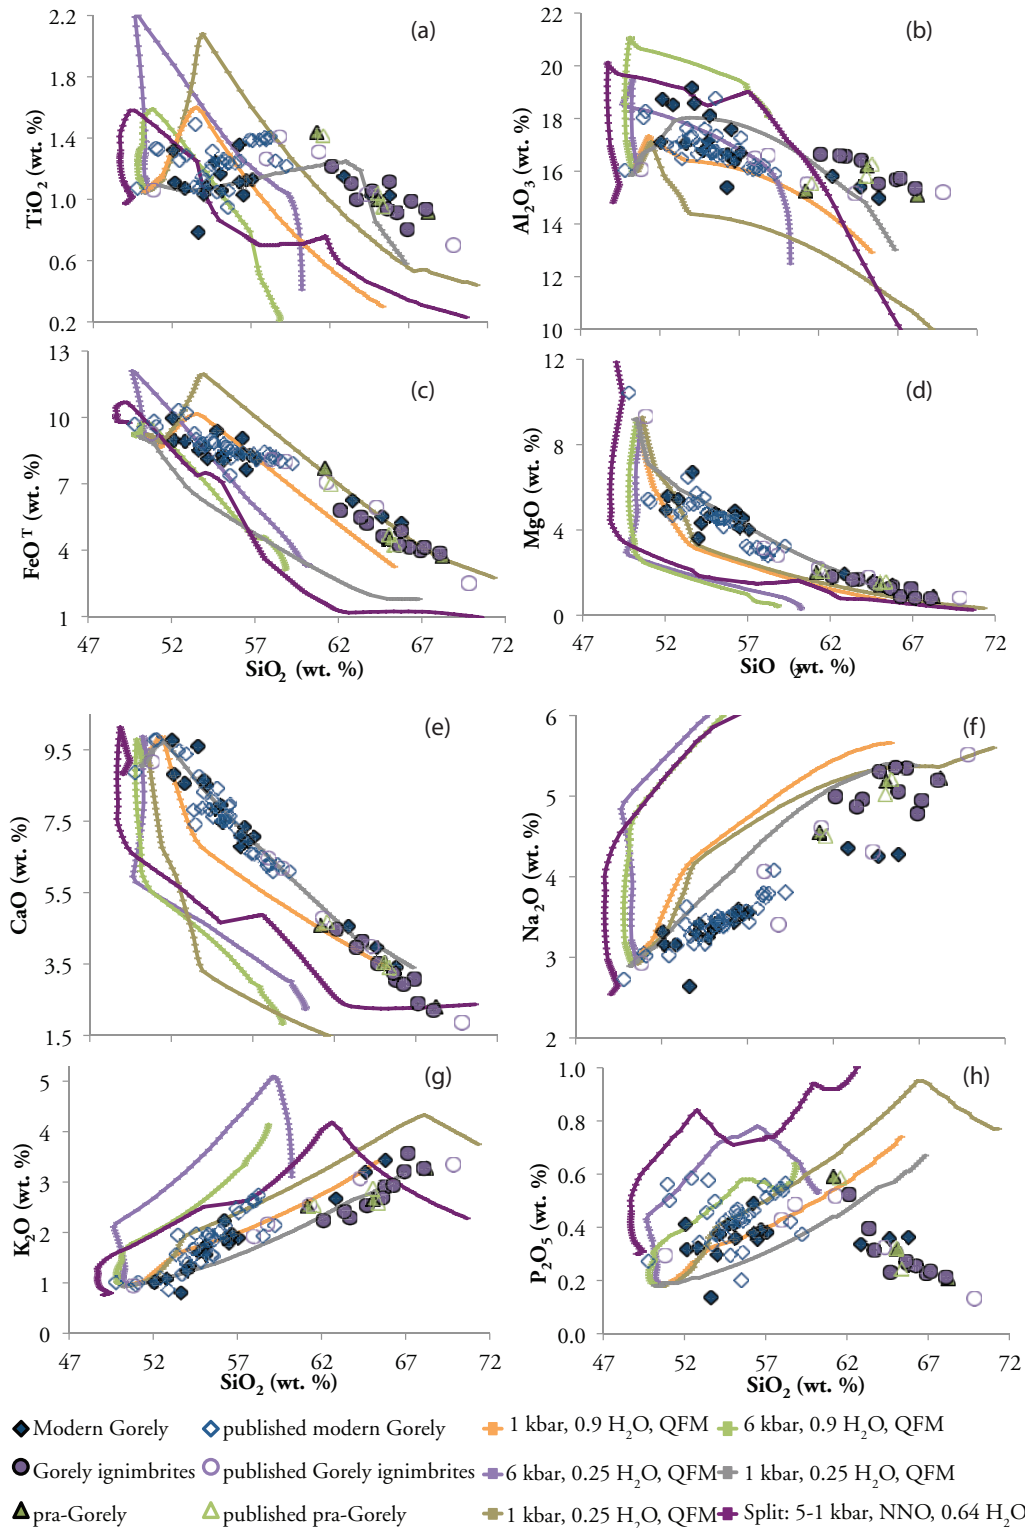 (a)
2.2
1.8
1.4
1.0
0.6
0.2
TiO2 (wt. %)
(b)
22
20
18
16
14
12
10
Al2O3 (wt. %)
(c)
13
10
7
4
1
FeO T (wt. %)
47 52 57 62 67 72
SiO2 (wt. %)
(d)
12
8
4
0
MgO (wt. %)
47 52 57 62 67 72
SiO 2 (wt. %)
(e)
9.5
7.5
5.5
3.5
1.5
CaO (wt. %)
(f)
6
5
4
3
2
Na2O (wt. %)
(g)
5
4
3
2
1
0
K2O (wt. %)
47 52 57 62 67 72
SiO2 (wt. %)
(h)
1.0
0.8
0.6
0.4
0.2
0.0
P2O5 (wt. %)
47 52 57 62 67 72
SiO2 (wt. %)
Modern Gorely published modern Gorely 1 kbar, 0.9 H2O, QFM 6 kbar, 0.9 H2O, QFM
Gorely ignimbrites published Gorely ignimbrites 6 kbar, 0.25 H2O, QFM 1 kbar, 0.25 H2O, QFM
pra-Gorely published pra-Gorely 1 kbar, 0.25 H2O, QFM Split: 5-1 kbar, NNO, 0.64 H2O